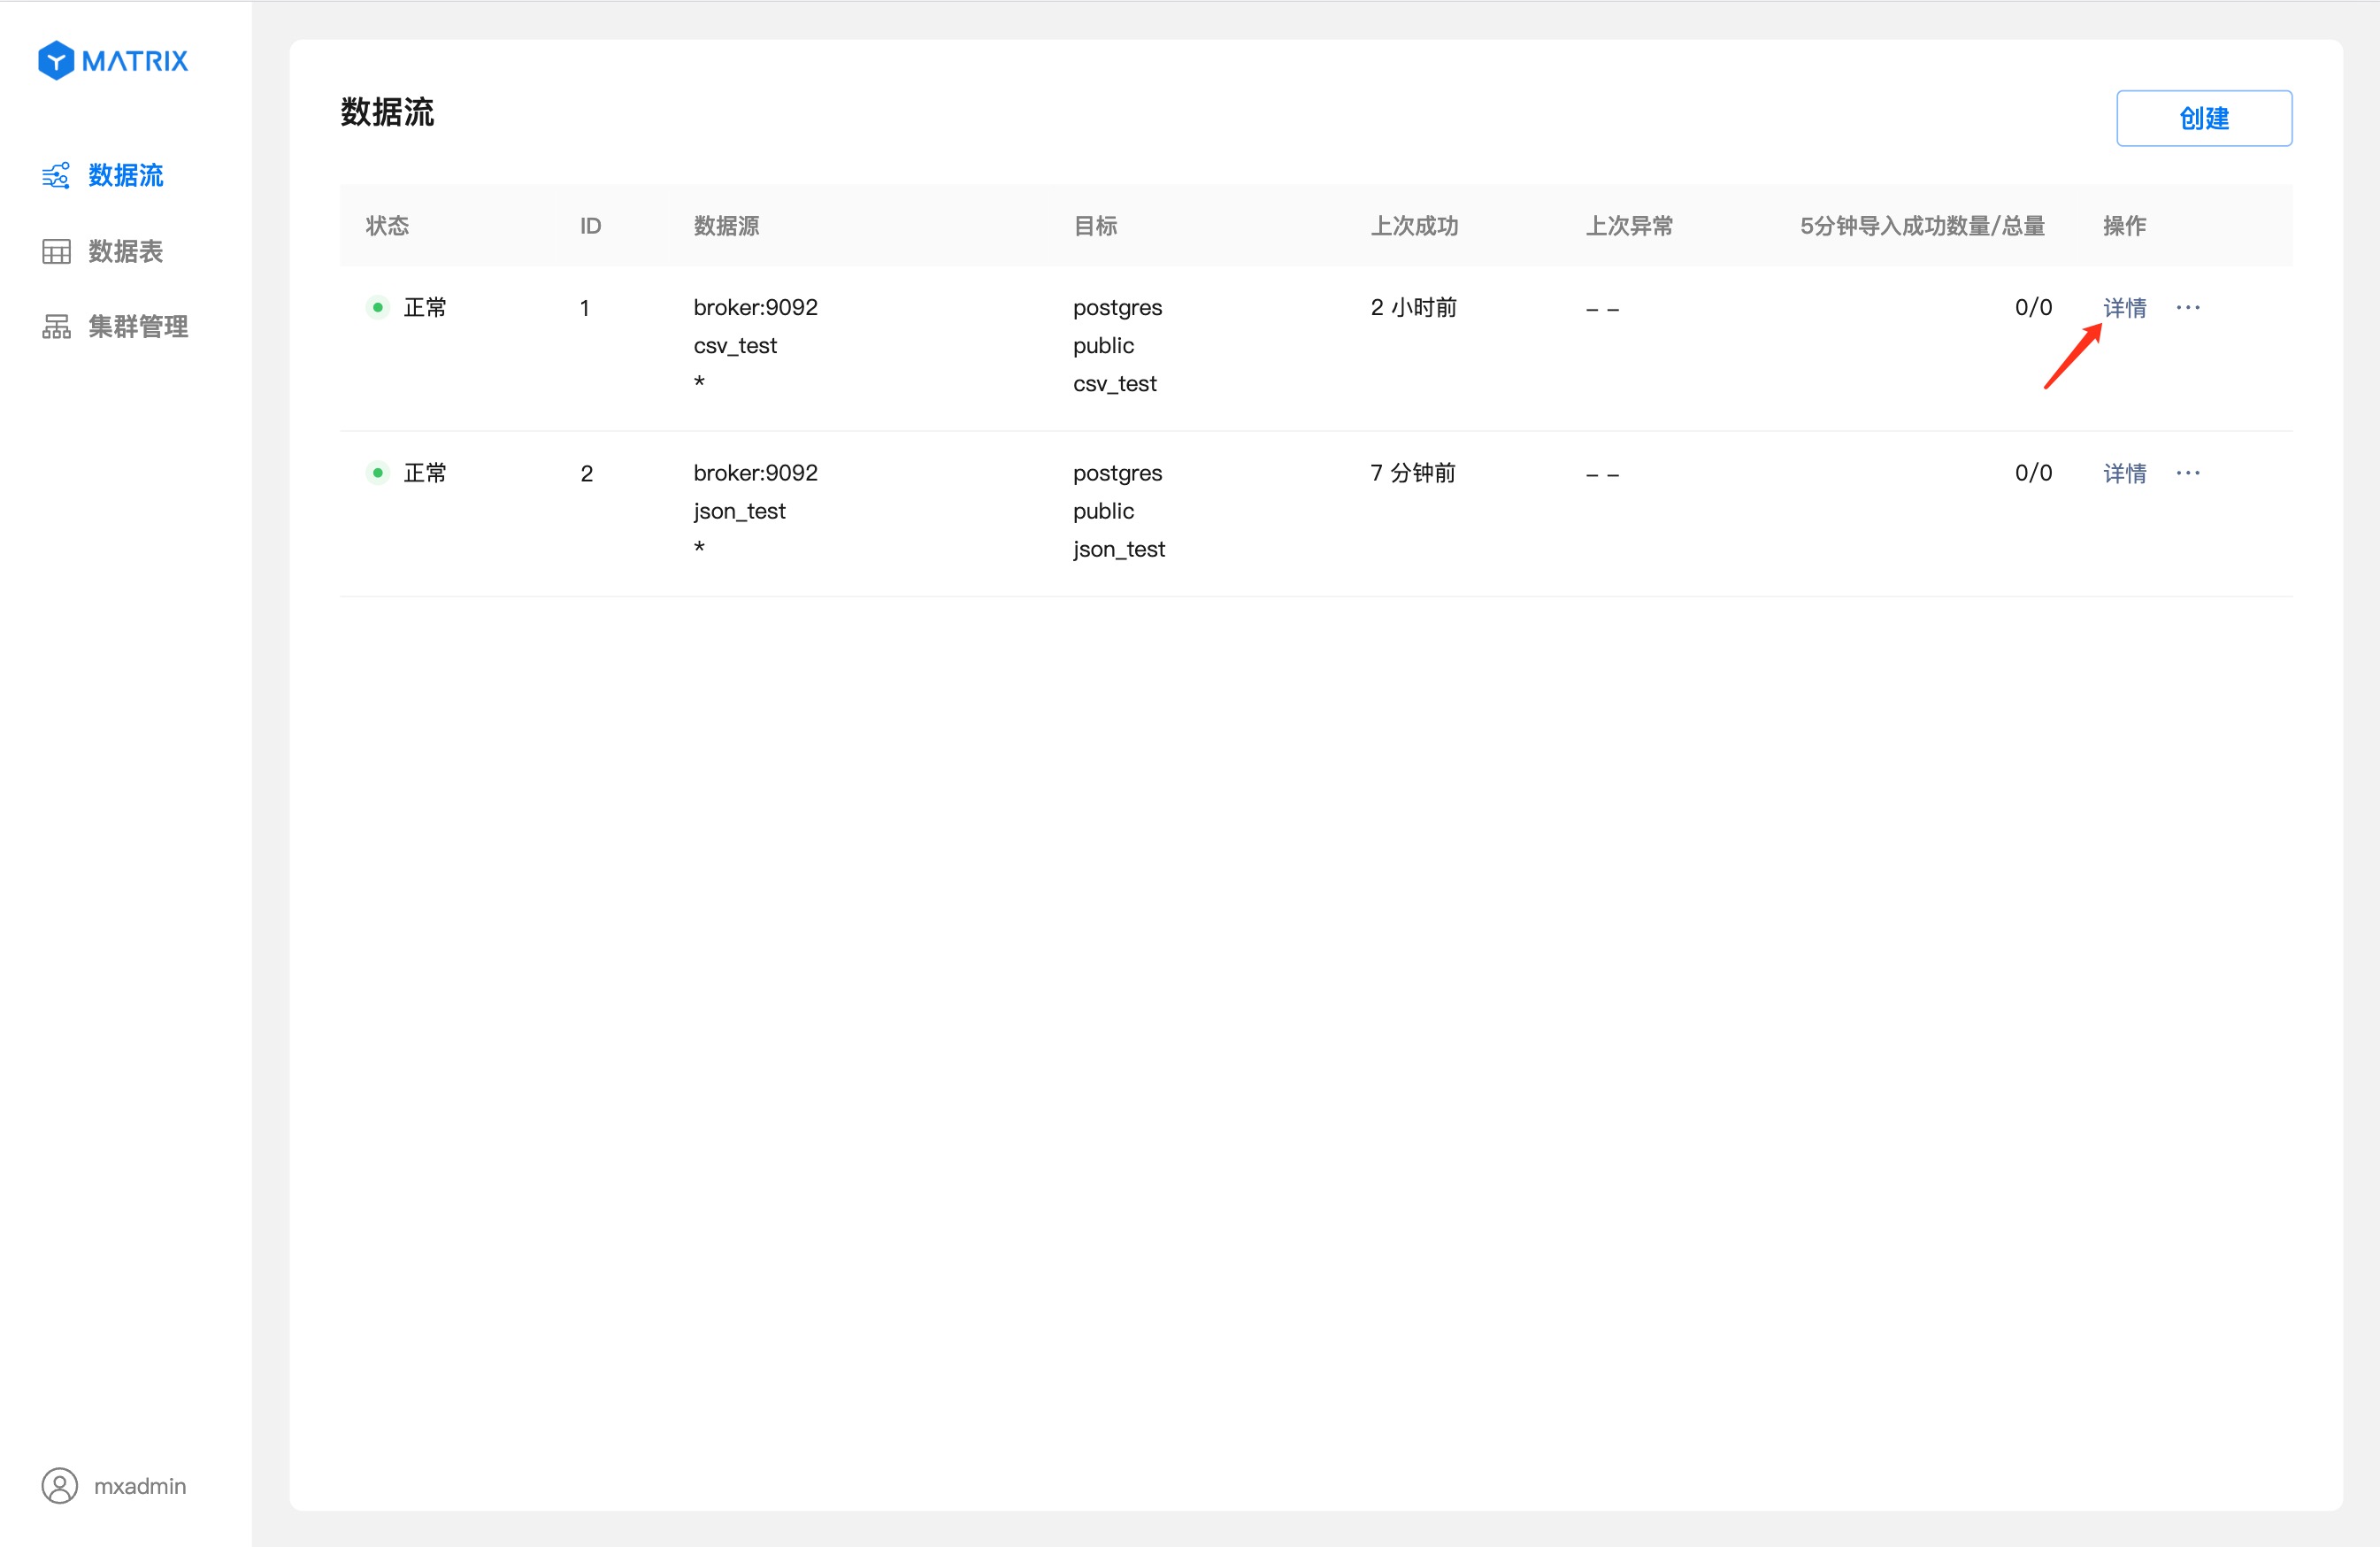 MATRIX
数据流
数据表
集群管理
mxadmin
数据流
创建
状态 ID 数据源 目标 上次成功 上次异常 5分钟导入成功数量/总量 操作
正常 1 broker:9092 postgres 2 小时前 – – 0/0 详情 ···
csv_test public
* csv_test
正常 2 broker:9092 postgres 7 分钟前 – – 0/0 详情 ···
json_test public
* json_test